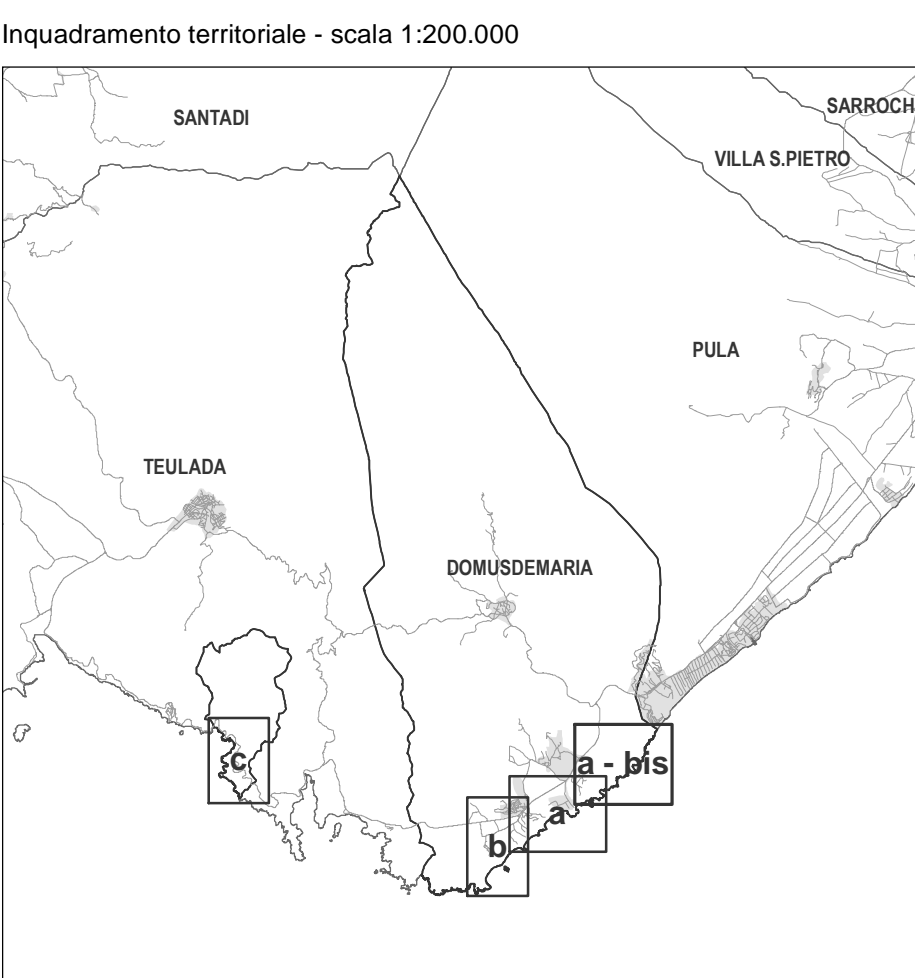 Inquadramento territoriale - scala 1:200.000
SARROCH
SANTADI
VILLA S.PIETRO
PULA
TEULADA
DOMUSDEMARIA
c
a - bis
a
b